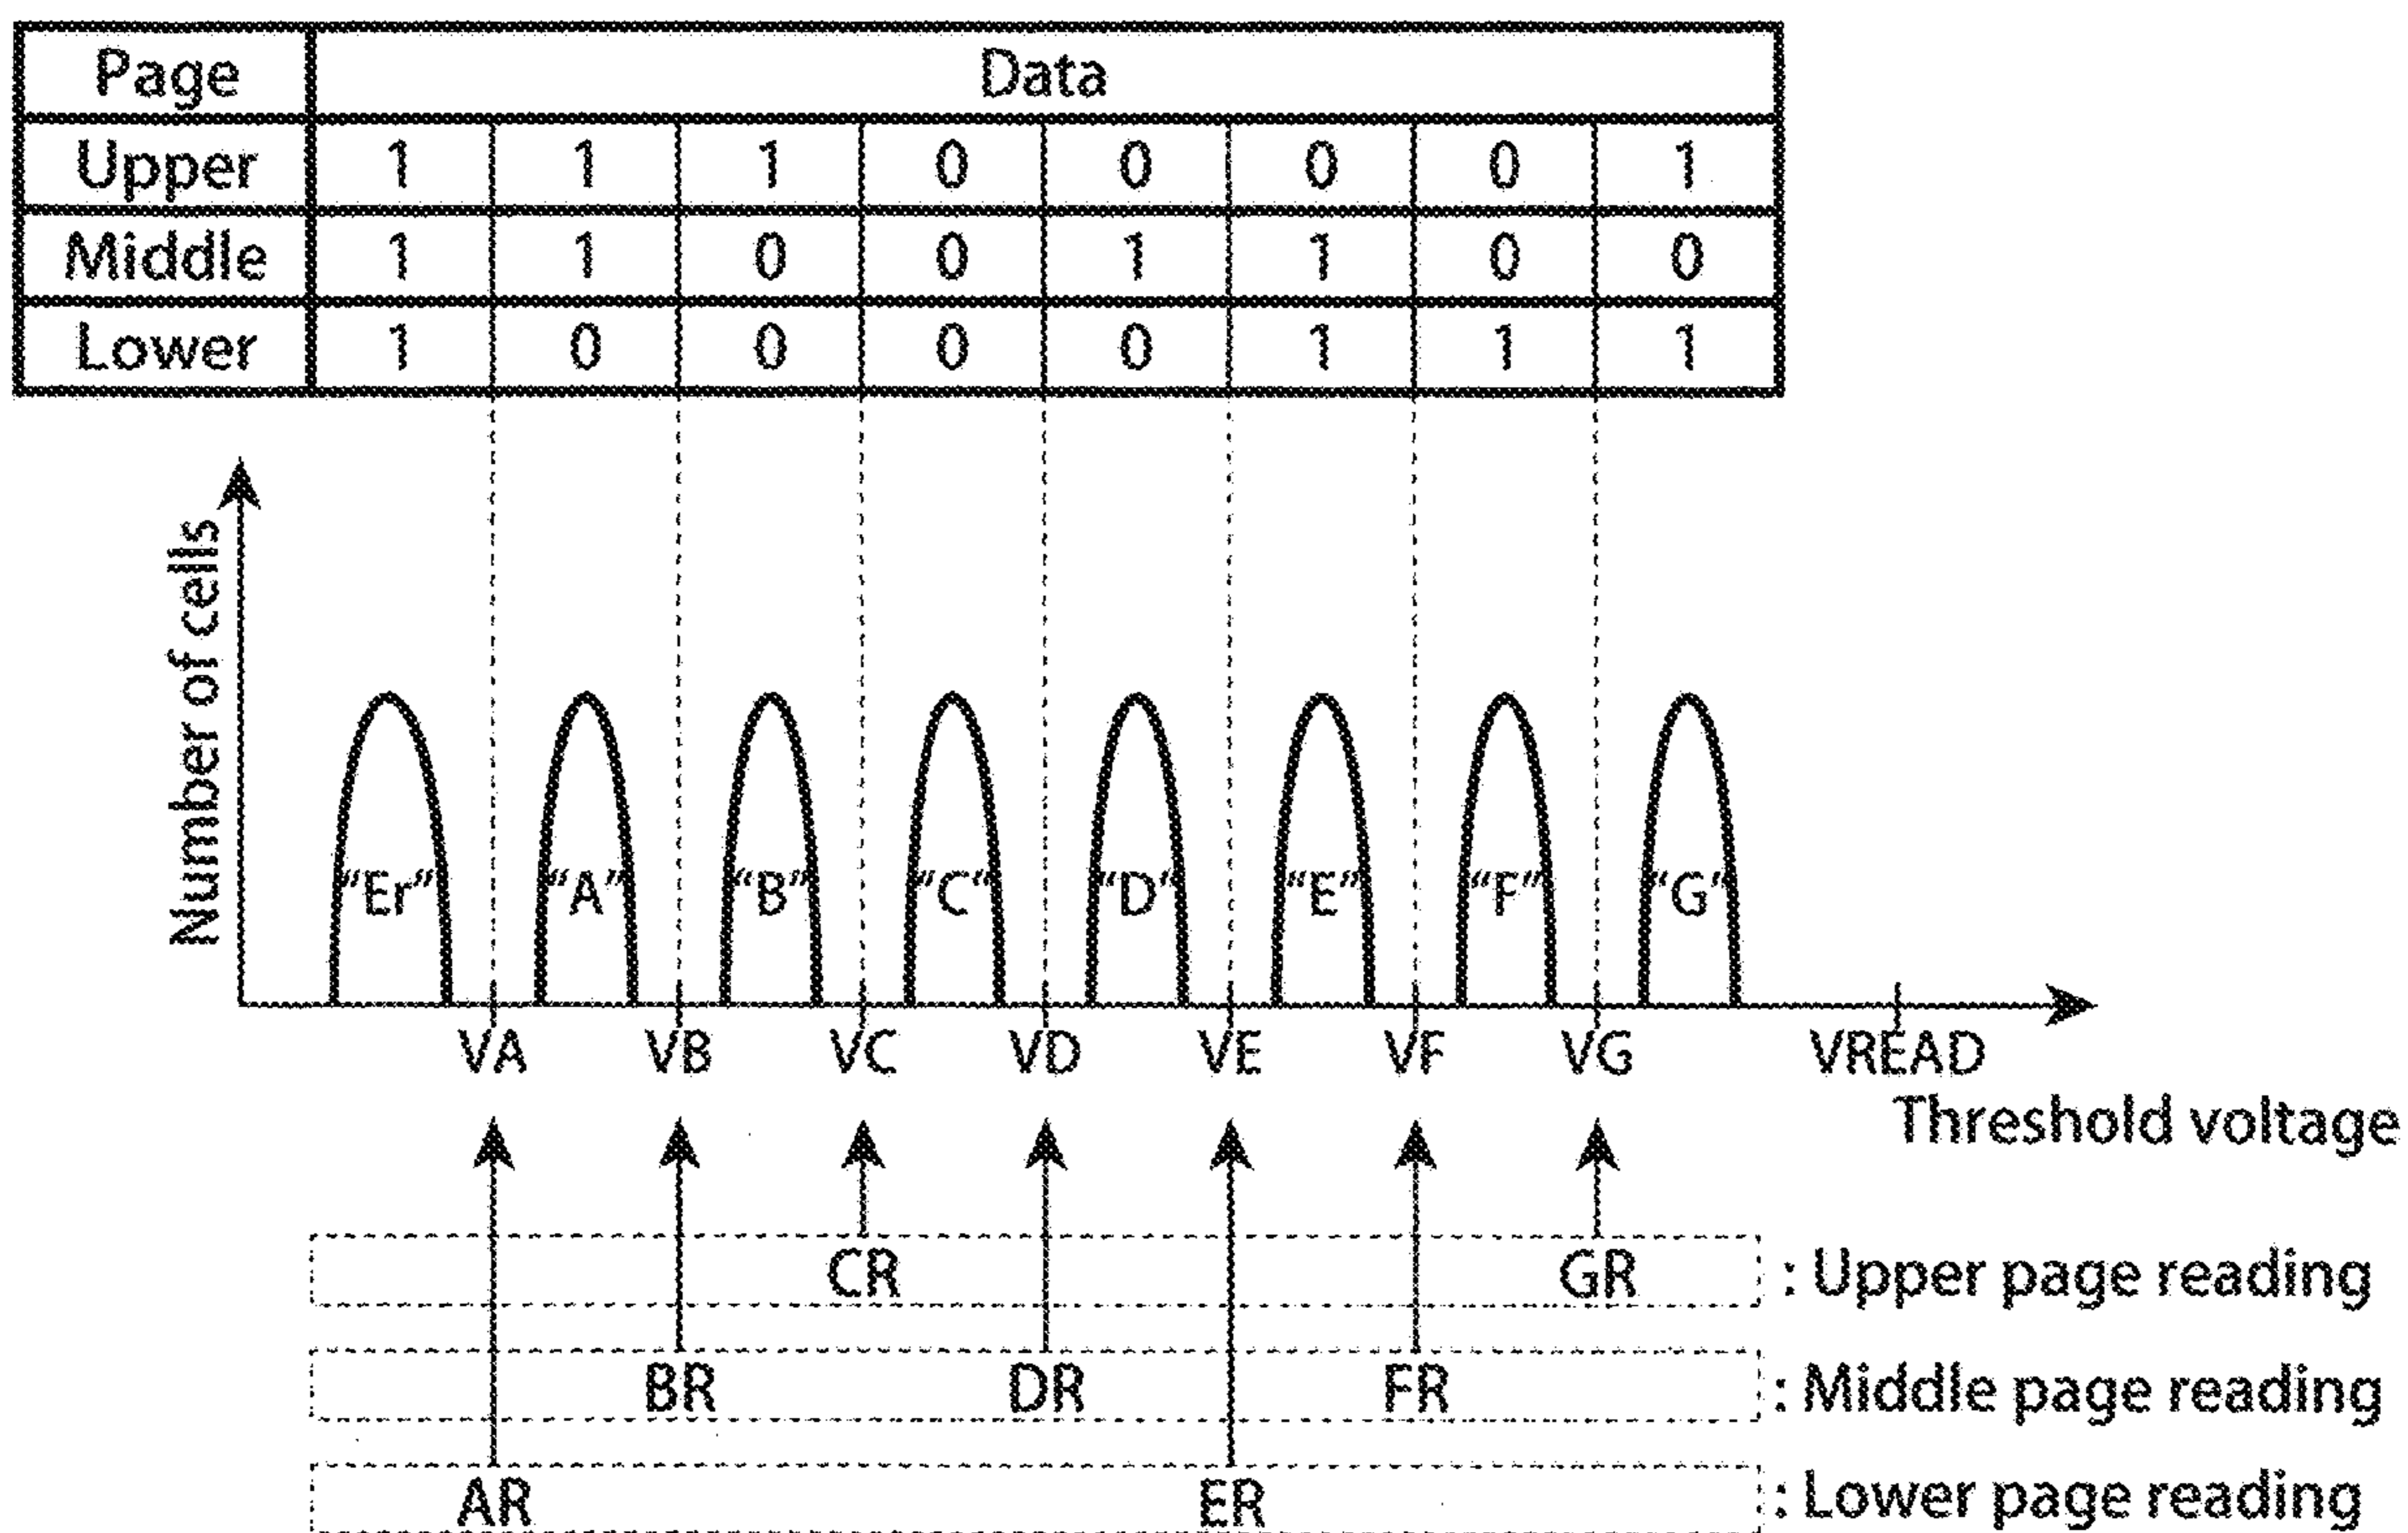 Page Data
Upper 1 1 1 0 0 0 0 1
Middle 1 1 0 0 1 1 0 0
Lower 1 0 0 0 0 1 1 1
Number of cells
“Er” “A” “B” “C” “D” “E” “F” “G”
VA VB VC VD VE VF VG VREAD
Threshold voltage
CR GR : Upper page reading
BR DR FR : Middle page reading
AR ER : Lower page reading